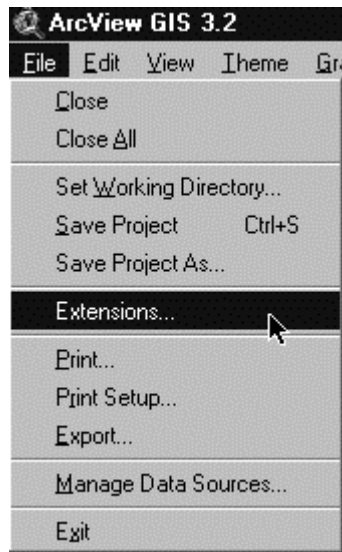 ArcView GIS 3.2
File Edit View Theme Gr
Close
Close All
Set Working Directory...
Save Project Ctrl+S
Save Project As...
Extensions...
Print...
Print Setup...
Export...
Manage Data Sources...
Exit